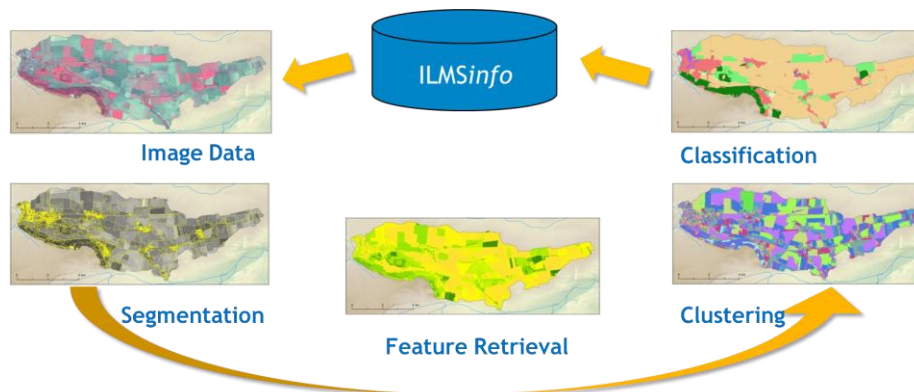 ILMSinfo
Image Data
Classification
Segmentation
Feature Retrieval
Clustering